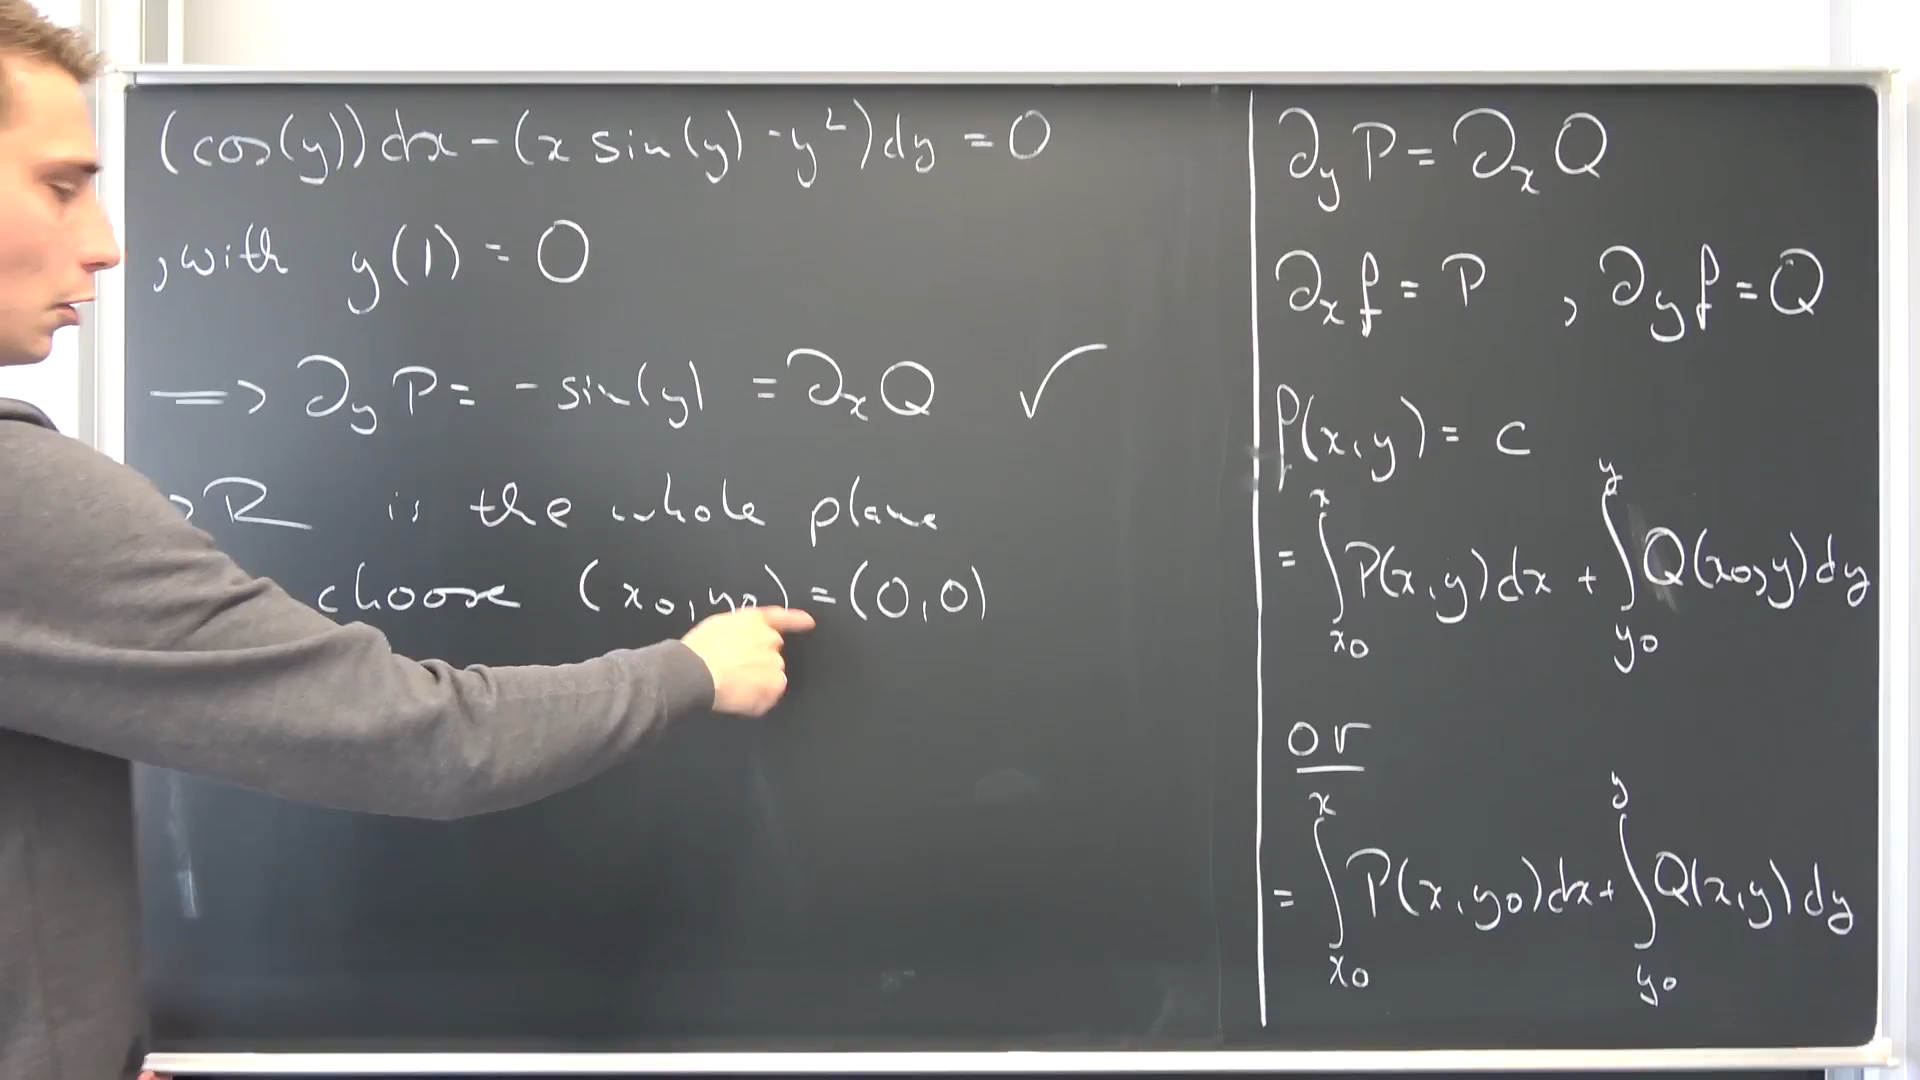 (cos(y))dx - (x sin(y) - y²)dy = 0
, with y(1) = 0
⟹ ∂yP = - sin(y) = ∂xQ ✓
R is the whole plane
choose (x0, y0) = (0,0)
∂yP = ∂xQ
∂xf = P , ∂yf = Q
f(x,y) = c
= ∫_{x0}^{x} P(x,y)dx + ∫_{y0}^{y} Q(x0,y)dy
or
= ∫_{x0}^{x} P(x,y0)dx + ∫_{y0}^{y} Q(x,y)dy